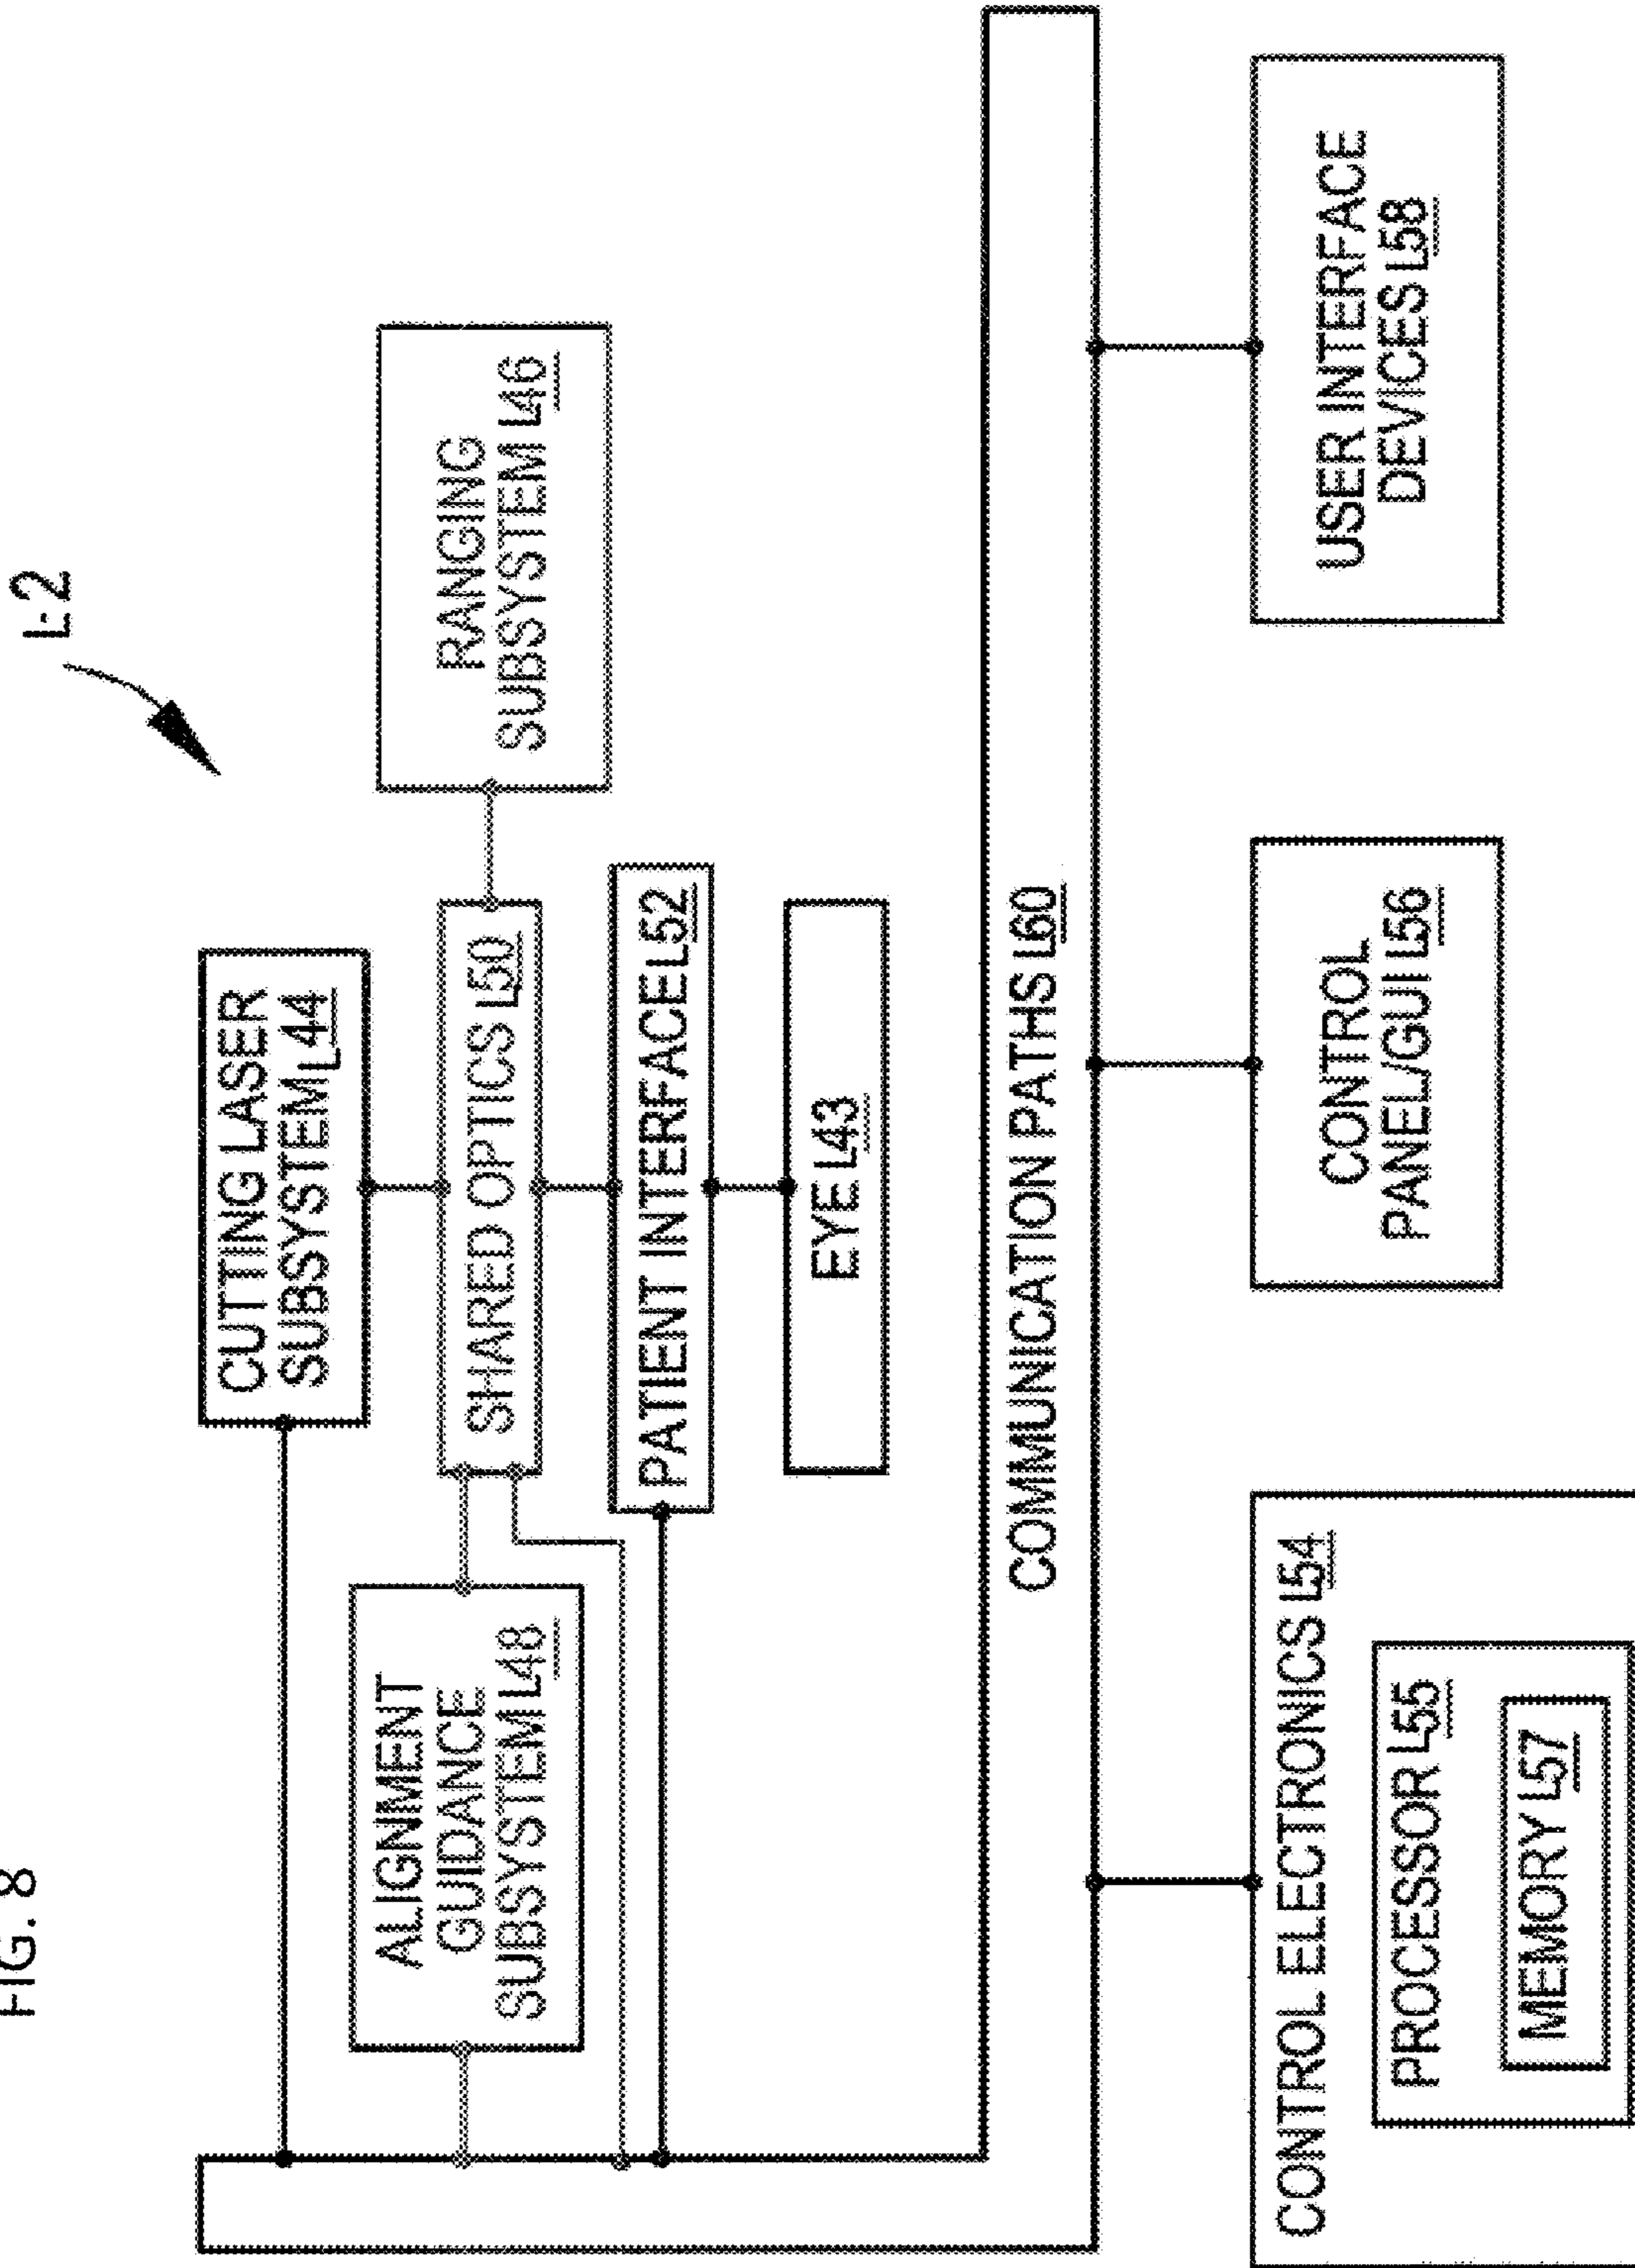 FIG. 8
L-2
CUTTING LASER
SUBSYSTEM L44
ALIGNMENT
GUIDANCE
SUBSYSTEM L48
SHARED OPTICS L50
RANGING
SUBSYSTEM L46
PATIENT INTERFACE L52
EYE L43
COMMUNICATION PATHS L60
CONTROL ELECTRONICS L54
PROCESSOR L55
MEMORY L57
CONTROL
PANEL/GUI L56
USER INTERFACE
DEVICES L58